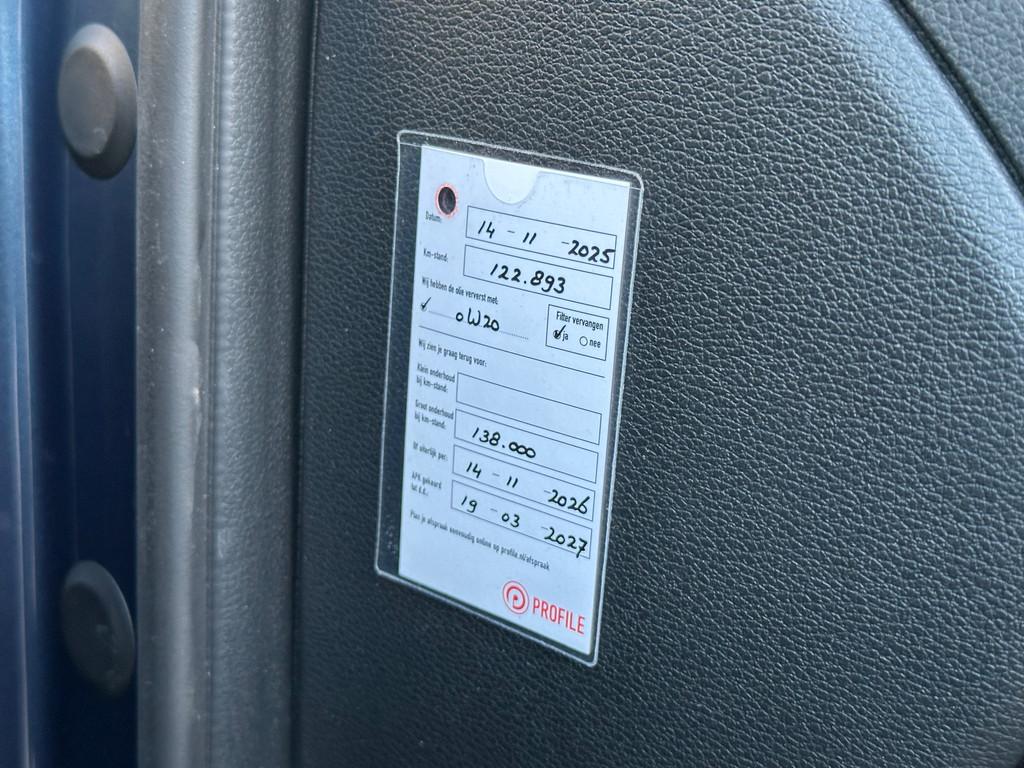 Datum: 14 - 11 - 2025
Km-stand: 122.893
Wij hebben de olie ververst met:
✓ 0W20
Filter vervangen
✓ ja ○ nee
Wij zien je graag terug voor:
Klein onderhoud
bij km-stand:
Groot onderhoud
bij km-stand: 138.000
Of uiterlijk per: 14 - 11 - 2026
APK gekeurd
tot d.d.: 19 - 03 - 2027
Plan je afspraak eenvoudig online op profile.nl/afspraak
PROFILE